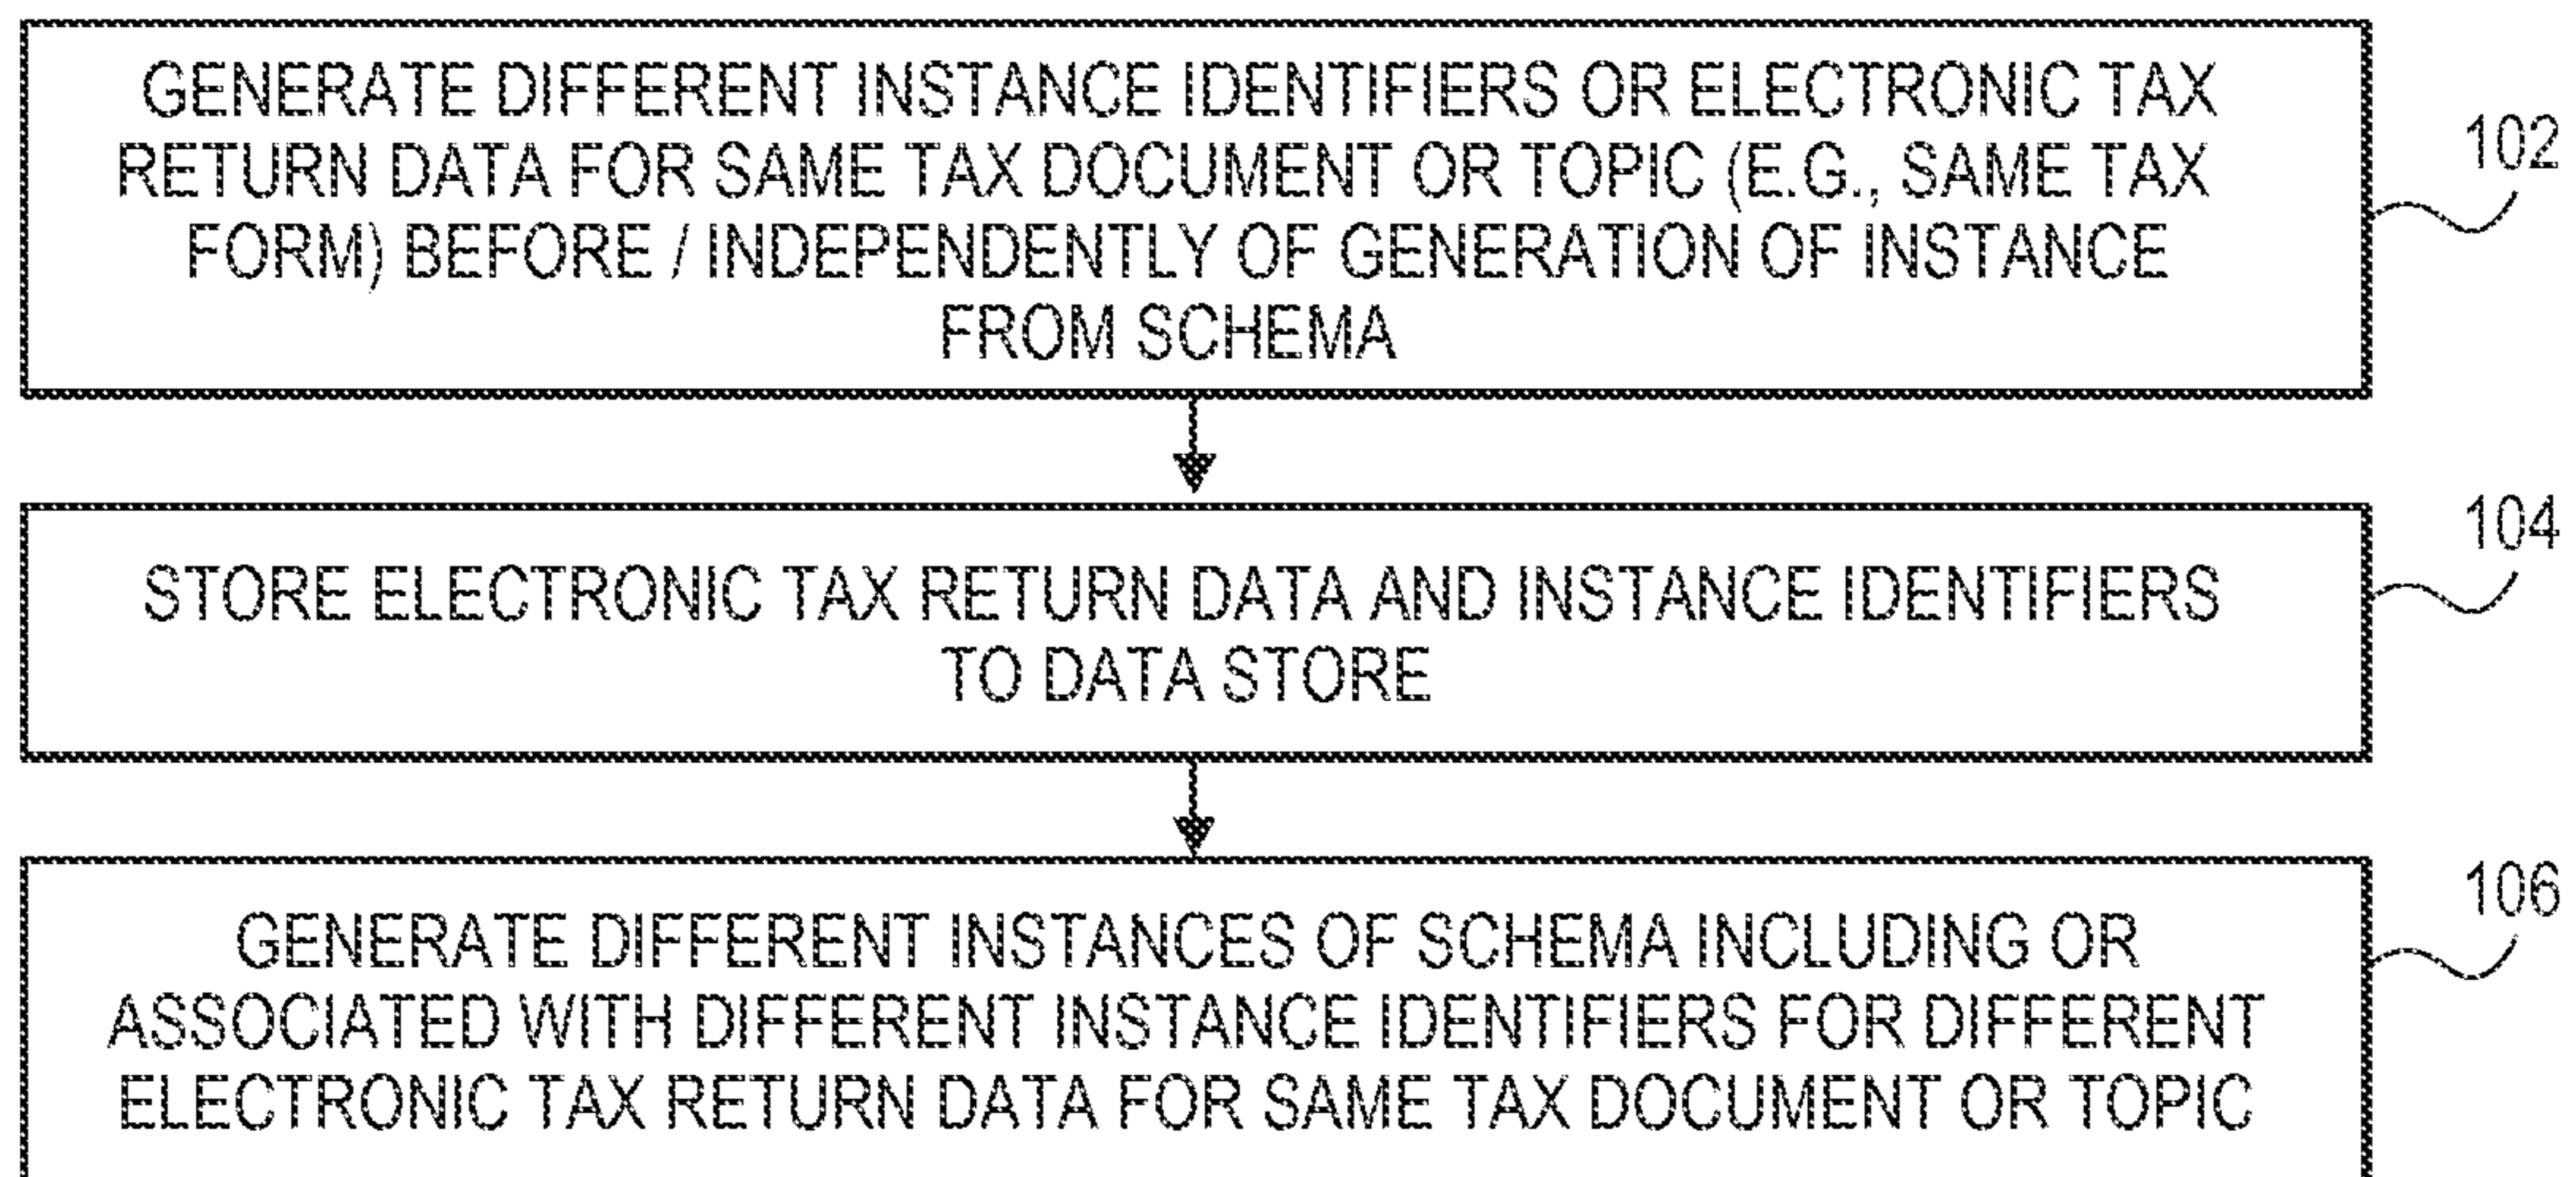 GENERATE DIFFERENT INSTANCE IDENTIFIERS OR ELECTRONIC TAX
RETURN DATA FOR SAME TAX DOCUMENT OR TOPIC (E.G., SAME TAX
FORM) BEFORE / INDEPENDENTLY OF GENERATION OF INSTANCE
FROM SCHEMA
102
STORE ELECTRONIC TAX RETURN DATA AND INSTANCE IDENTIFIERS
TO DATA STORE
104
GENERATE DIFFERENT INSTANCES OF SCHEMA INCLUDING OR
ASSOCIATED WITH DIFFERENT INSTANCE IDENTIFIERS FOR DIFFERENT
ELECTRONIC TAX RETURN DATA FOR SAME TAX DOCUMENT OR TOPIC
106